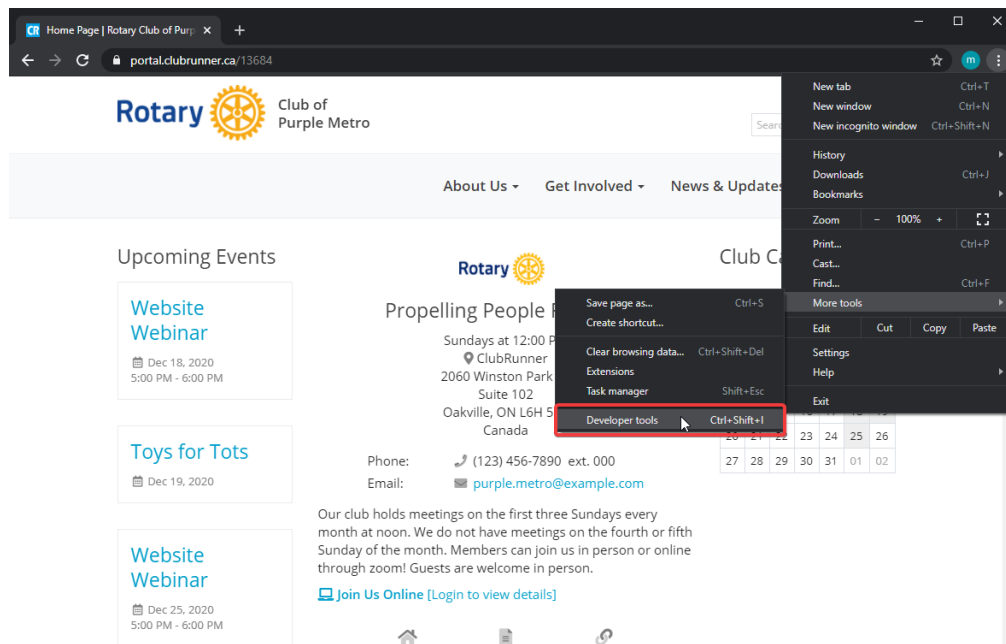 CR Home Page | Rotary Club of Purp
portal.clubrunner.ca/13684
m
Rotary
Club of
Purple Metro
About Us
Get Involved
News & Updates
Upcoming Events
Website
Webinar
Dec 18, 2020
5:00 PM - 6:00 PM
Toys for Tots
Dec 19, 2020
Website
Webinar
Dec 25, 2020
5:00 PM - 6:00 PM
Rotary
Propelling People
Sundays at 12:00 P
ClubRunner
2060 Winston Park
Suite 102
Oakville, ON L6H 5
Canada
Phone: (123) 456-7890 ext. 000
Email: purple.metro@example.com
Our club holds meetings on the first three Sundays every
month at noon. We do not have meetings on the fourth or fifth
Sunday of the month. Members can join us in person or online
through zoom! Guests are welcome in person.
Join Us Online [Login to view details]
Club Ca
20 21 22 23 24 25 26
27 28 29 30 31 01 02
New tab Ctrl+T
New window Ctrl+N
New incognito window Ctrl+Shift+N
History
Downloads Ctrl+J
Bookmarks
Zoom - 100% +
Print... Ctrl+P
Cast...
Find... Ctrl+F
More tools
Edit Cut Copy Paste
Settings
Help
Exit
Save page as... Ctrl+S
Create shortcut...
Clear browsing data... Ctrl+Shift+Del
Extensions
Task manager Shift+Esc
Developer tools Ctrl+Shift+I